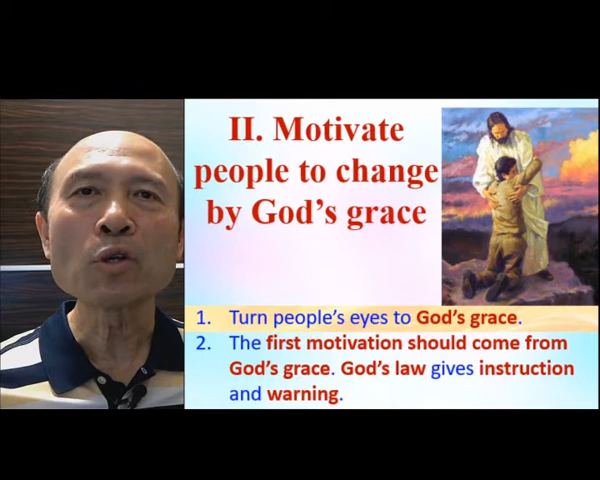 II. Motivate
people to change
by God's grace
1. Turn people's eyes to God's grace.
2. The first motivation should come from
God's grace. God's law gives instruction
and warning.